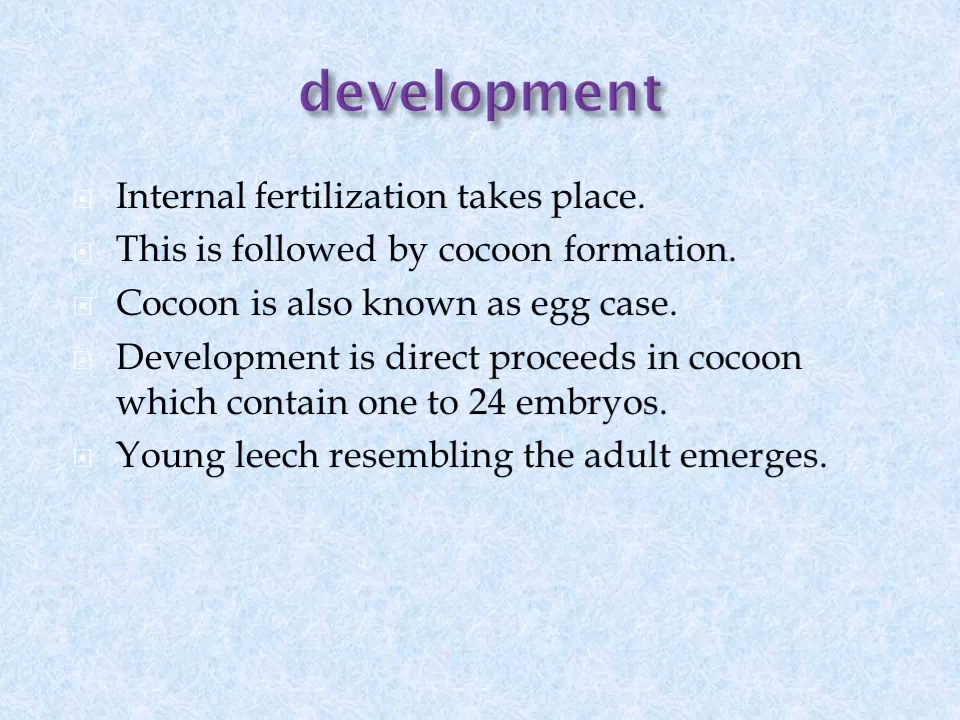 development
Internal fertilization takes place.
This is followed by cocoon formation.
Cocoon is also known as egg case.
Development is direct proceeds in cocoon
which contain one to 24 embryos.
Young leech resembling the adult emerges.